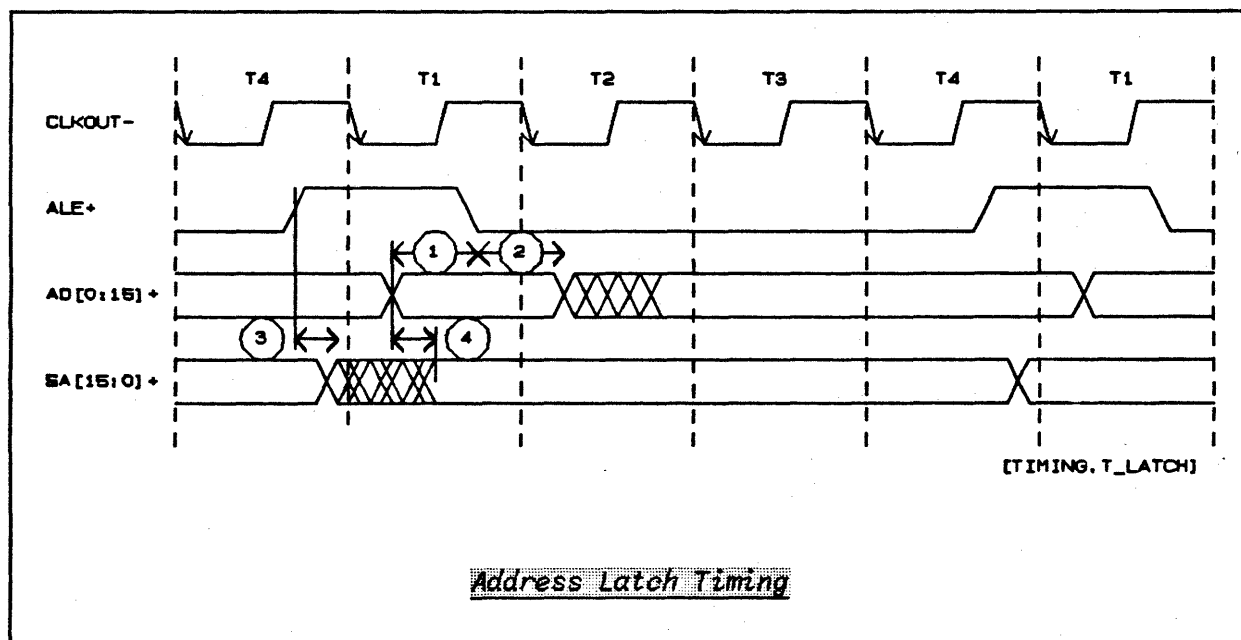 T4 T1 T2 T3 T4 T1
CLKOUT-
ALE+
1 2
AD[0:15]+
3 4
SA[15:0]+
[TIMING.T_LATCH]
Address Latch Timing